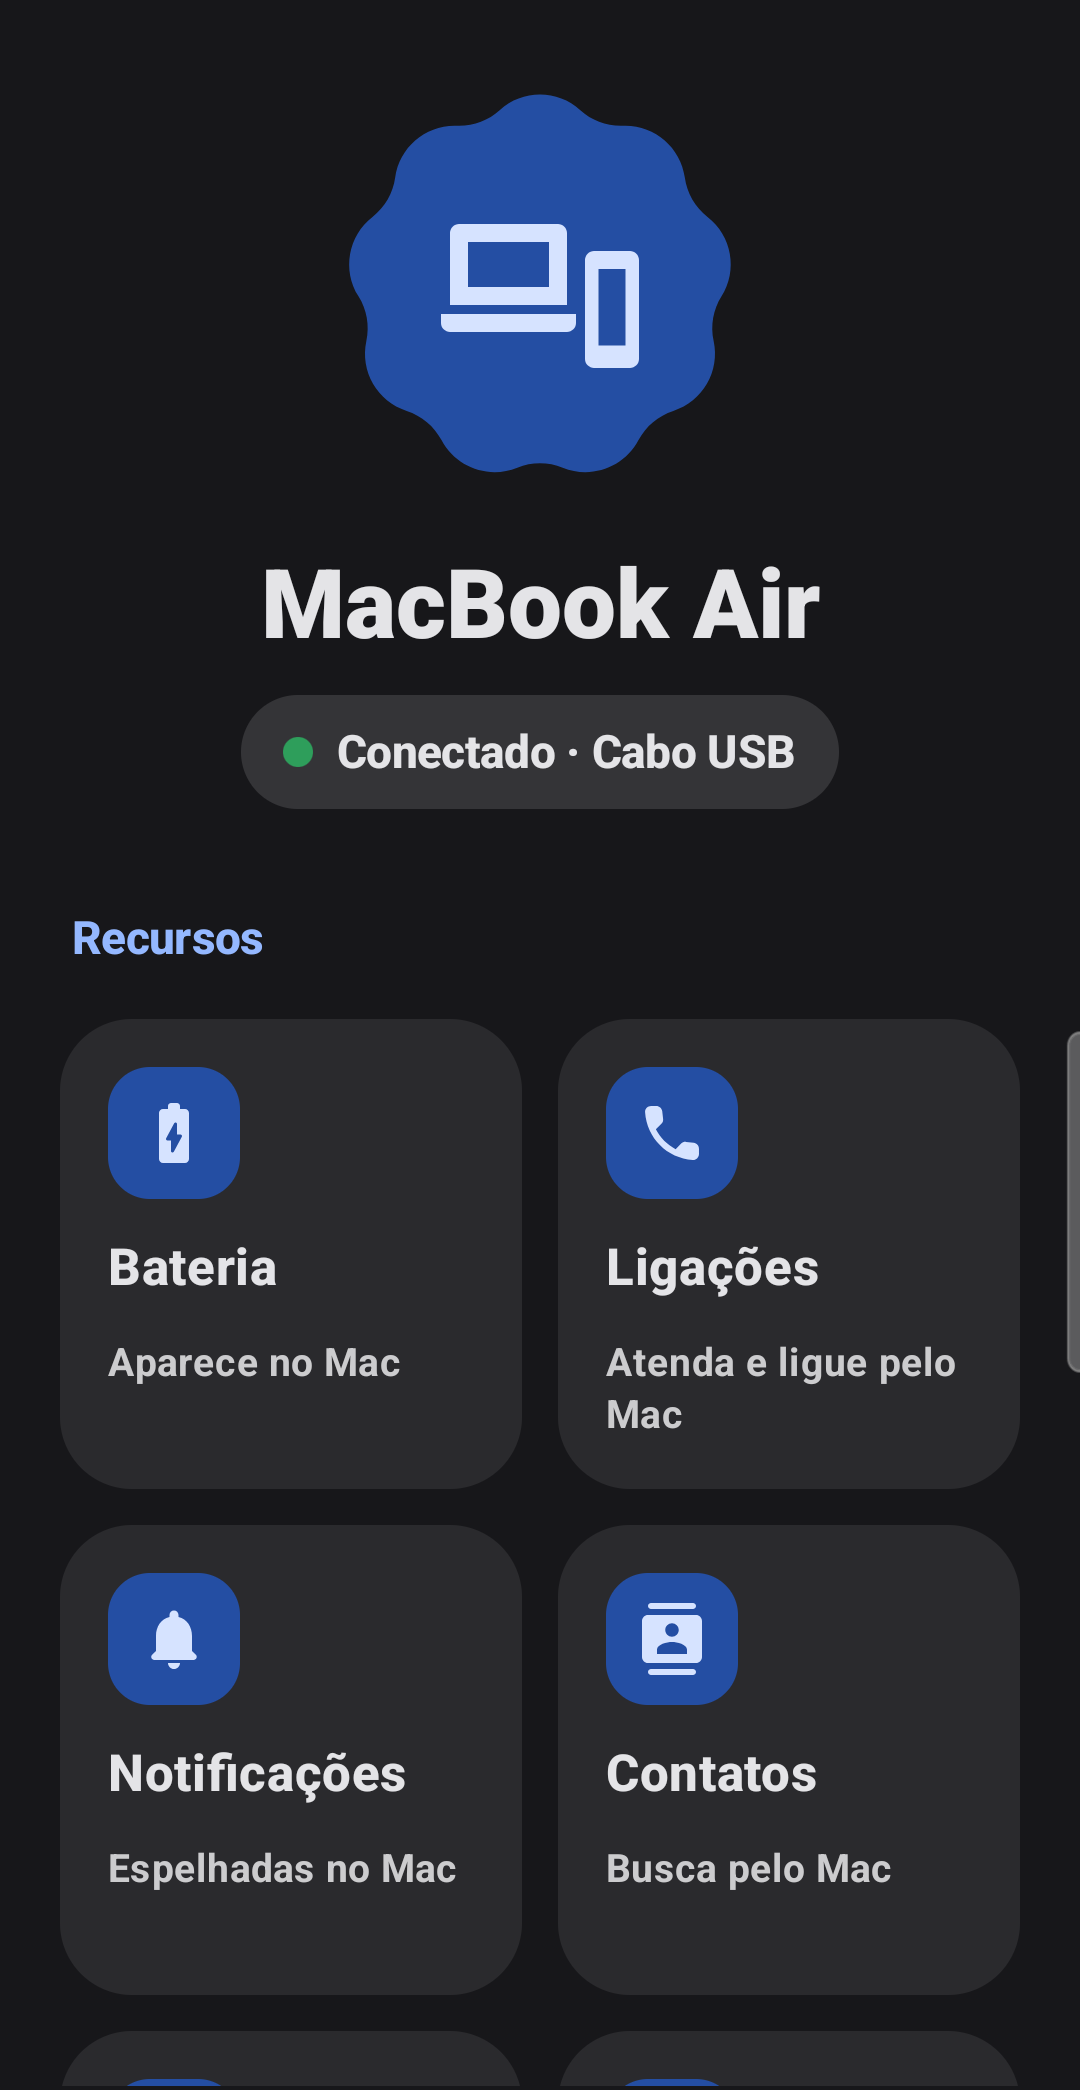 MacBook Air
Conectado · Cabo USB
Recursos
Bateria
Aparece no Mac
Ligações
Atenda e ligue pelo
Mac
Notificações
Espelhadas no Mac
Contatos
Busca pelo Mac